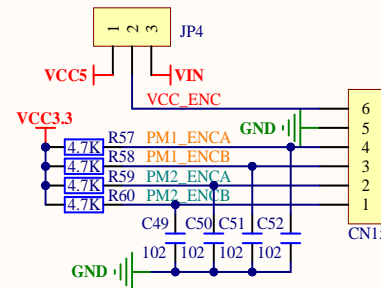 1 2 3
JP4
VCC5
VIN
VCC_ENC
VCC3.3
GND
6
5
4
3
2
1
4.7K R57 PM1_ENCA
4.7K R58 PM1_ENCB
4.7K R59 PM2_ENCA
4.7K R60 PM2_ENCB
C49 C50 C51 C52
102 102 102 102
GND